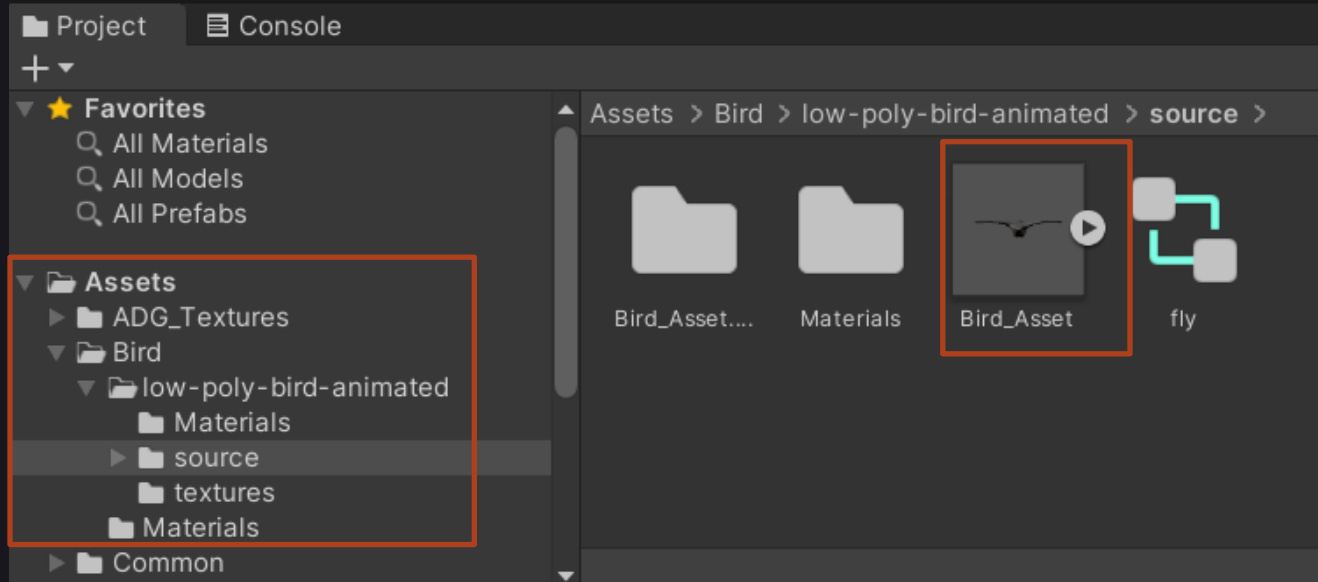 Project Console
Favorites
All Materials
All Models
All Prefabs
Assets
ADG_Textures
Bird
low-poly-bird-animated
Materials
source
textures
Materials
Common
Assets > Bird > low-poly-bird-animated > source >
Bird_Asset.... Materials Bird_Asset fly